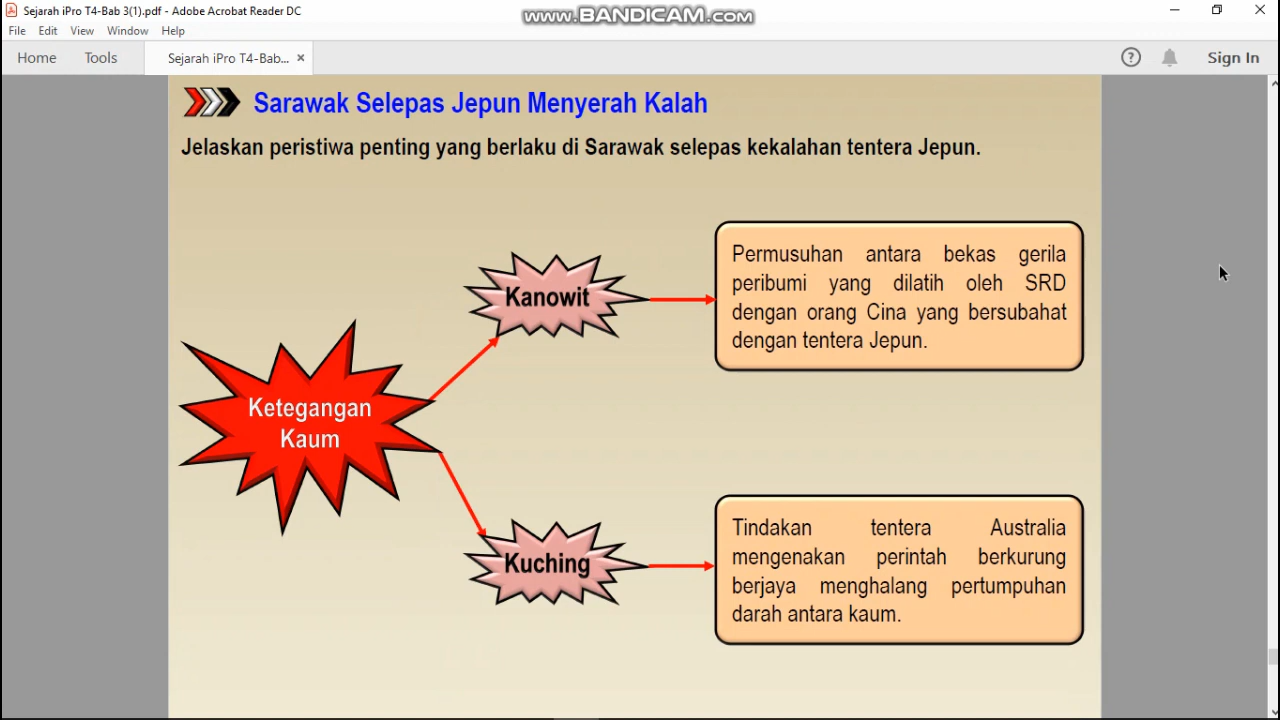 Sejarah iPro T4-Bab 3(1).pdf - Adobe Acrobat Reader DC
www.BANDICAM.com
File Edit View Window Help
Home Tools Sejarah iPro T4-Bab... × Sign In
Sarawak Selepas Jepun Menyerah Kalah
Jelaskan peristiwa penting yang berlaku di Sarawak selepas kekalahan tentera Jepun.
Kanowit
Permusuhan antara bekas gerila
peribumi yang dilatih oleh SRD
dengan orang Cina yang bersubahat
dengan tentera Jepun.
Ketegangan
Kaum
Kuching
Tindakan tentera Australia
mengenakan perintah berkurung
berjaya menghalang pertumpuhan
darah antara kaum.